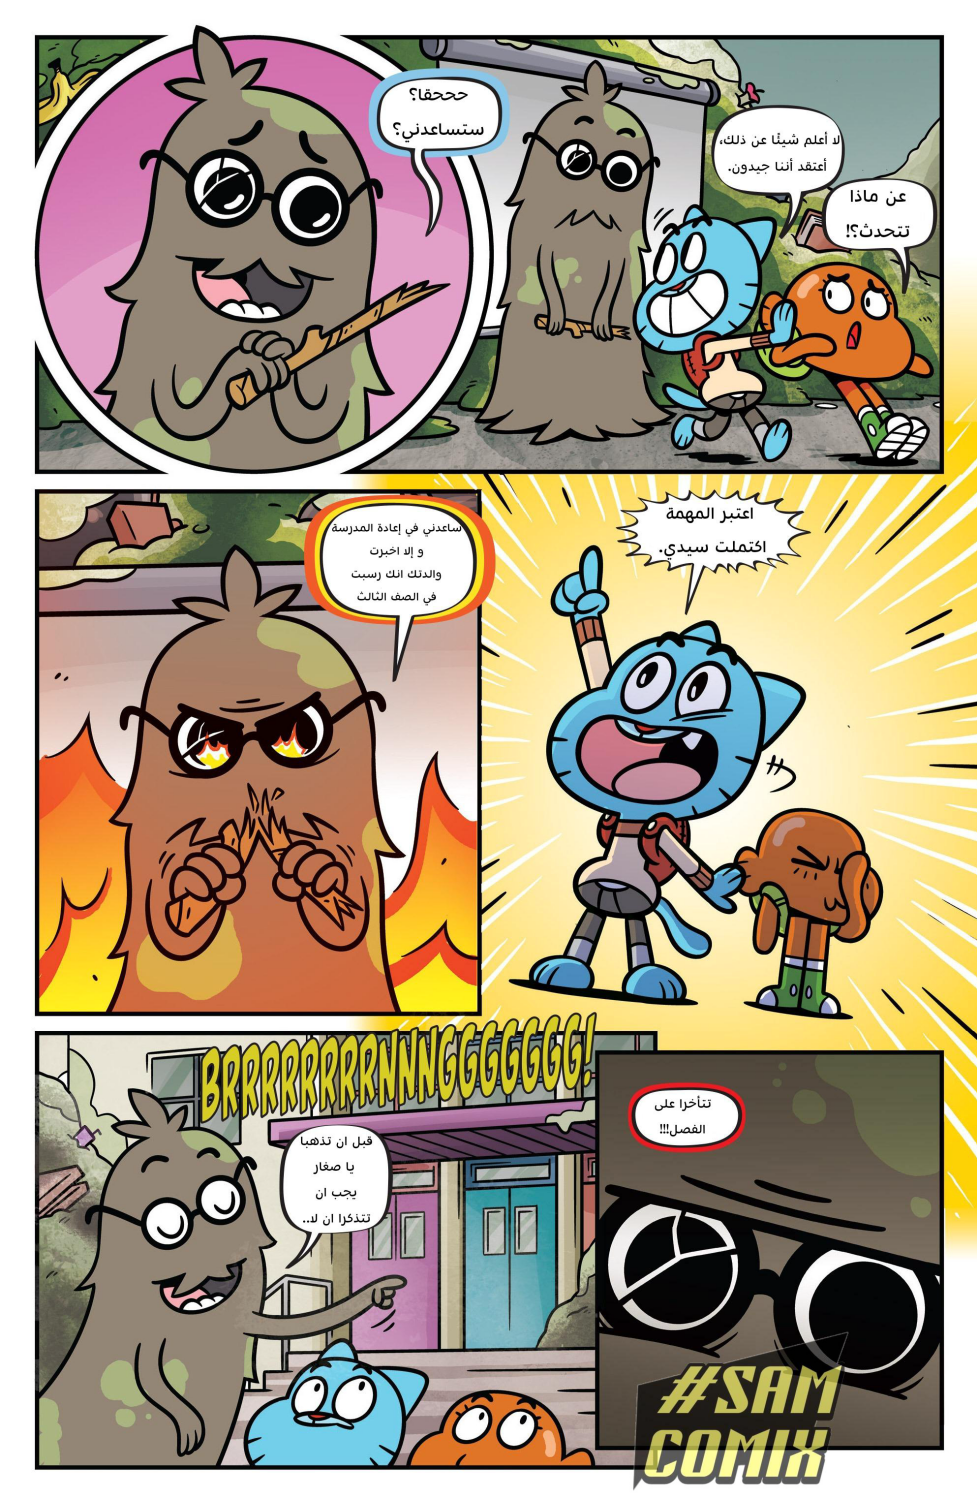 عن ماذا
تتحدث؟!
لا أعلم شيئًا عن ذلك،
أعتقد أننا جيدون.
حححقا؟
ستساعدني؟
اعتبر المهمة
اكتملت سيدي.
ساعدني في إعادة المدرسة
و إلا اخبرت
والدتك انك رسبت
في الصف الثالث
BRRRRRRRRNNNGGGGGGG!
قبل ان تذهبا
يا صغار
يجب ان
تتذكرا ان لا..
تتأخرا على
الفصل!!!
#SAM
COMIX